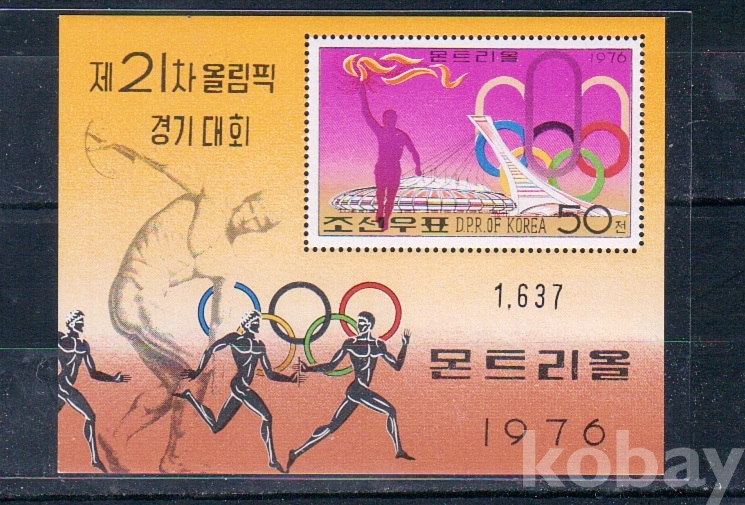 제21차올림픽
경기대회
몬트리올 1976
조선우표 D.P.R.OF KOREA 50전
1,637
몬트리올
1976
kobay